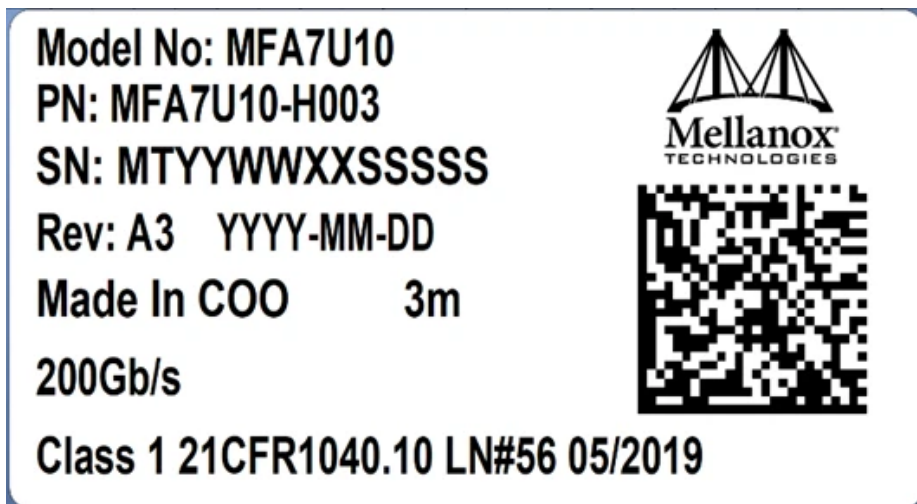 Model No: MFA7U10
PN: MFA7U10-H003
SN: MTYYWWXXSSSSS
Rev: A3 YYYY-MM-DD
Made In COO 3m
200Gb/s
Class 1 21CFR1040.10 LN#56 05/2019
Mellanox®
TECHNOLOGIES